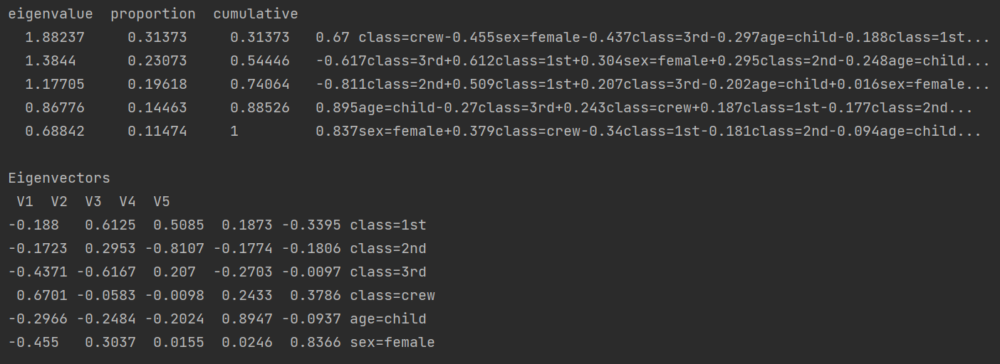 eigenvalue proportion cumulative
1.88237 0.31373 0.31373 0.67 class=crew-0.455sex=female-0.437class=3rd-0.297age=child-0.188class=1st...
1.3844 0.23073 0.54446 -0.617class=3rd+0.612class=1st+0.304sex=female+0.295class=2nd-0.248age=child...
1.17705 0.19618 0.74064 -0.811class=2nd+0.509class=1st+0.207class=3rd-0.202age=child+0.016sex=female...
0.86776 0.14463 0.88526 0.895age=child-0.27class=3rd+0.243class=crew+0.187class=1st-0.177class=2nd...
0.68842 0.11474 1 0.837sex=female+0.379class=crew-0.34class=1st-0.181class=2nd-0.094age=child...
Eigenvectors
V1 V2 V3 V4 V5
-0.188 0.6125 0.5085 0.1873 -0.3395 class=1st
-0.1723 0.2953 -0.8107 -0.1774 -0.1806 class=2nd
-0.4371 -0.6167 0.207 -0.2703 -0.0097 class=3rd
0.6701 -0.0583 -0.0098 0.2433 0.3786 class=crew
-0.2966 -0.2484 -0.2024 0.8947 -0.0937 age=child
-0.455 0.3037 0.0155 0.0246 0.8366 sex=female